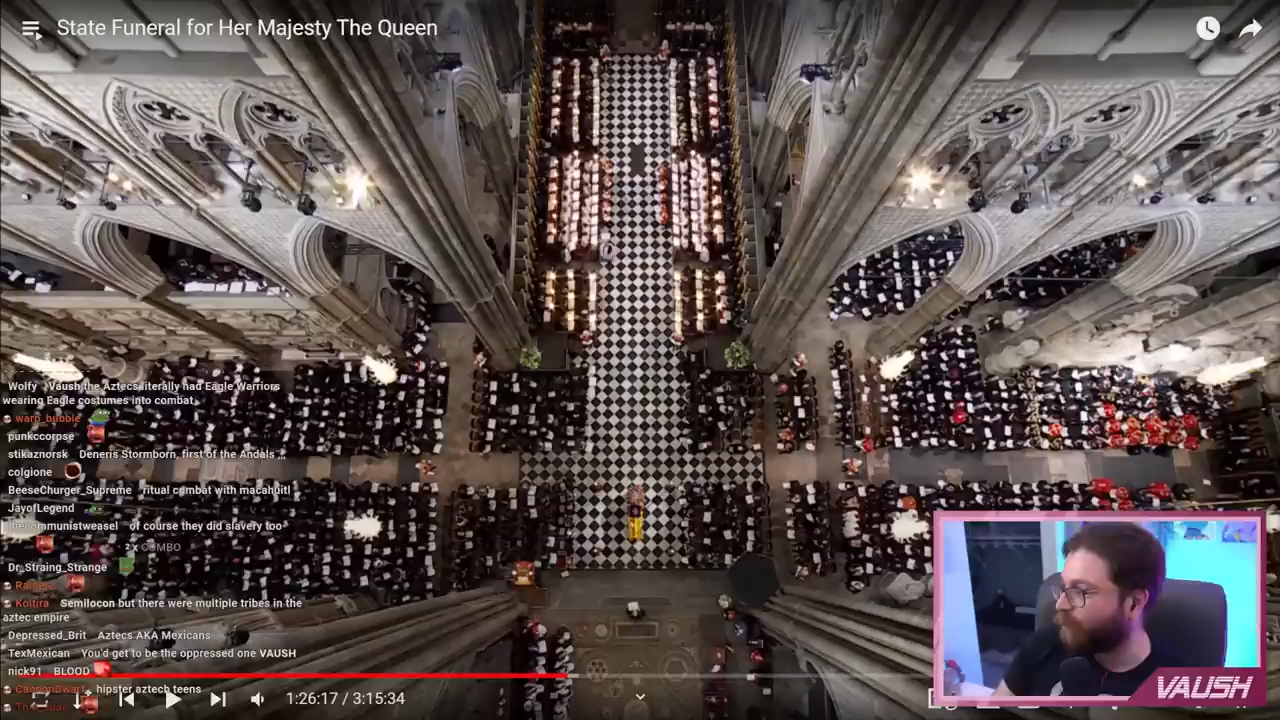 State Funeral for Her Majesty The Queen
Wolfy Vaush the Aztecs literally had Eagle Warriors
wearing Eagle costumes into combat
warp_bubble
punkccorpse
stikaznorsk Deneris Stormborn, first of the Andals ,,,
colgione
BeeseChurger_Supreme ritual combat with macahuitl
JayofLegend
thecommunistweasel of course they did slavery too
2 x COMBO
Dr_Straing_Strange
Koitira Semilocon but there were multiple tribes in the
aztec empire
Depressed_Brit Aztecs AKA Mexicans
TexMexican You'd get to be the oppressed one VAUSH
nick91 BLOOD
CannonDwarf hipster aztech teens
1:26:17 / 3:15:34
VAUSH